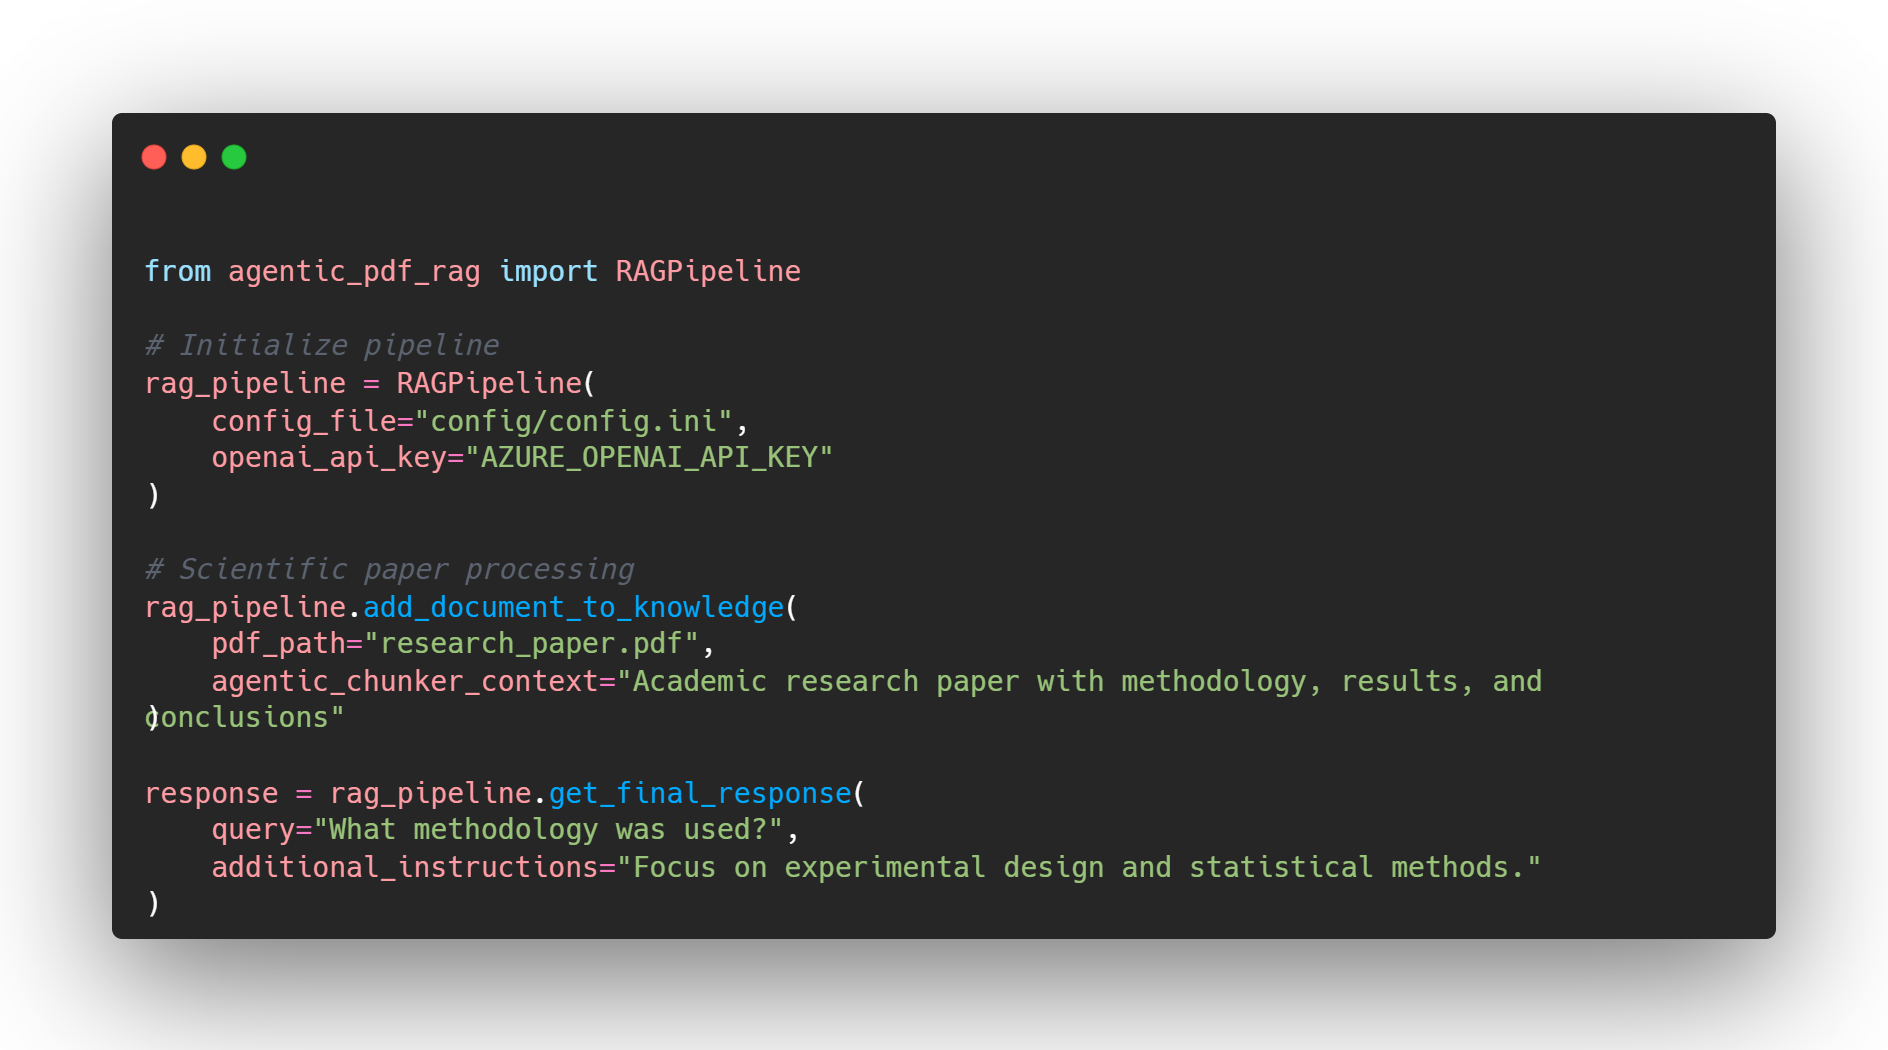 from agentic_pdf_rag import RAGPipeline
# Initialize pipeline
rag_pipeline = RAGPipeline(
    config_file="config/config.ini",
    openai_api_key="AZURE_OPENAI_API_KEY"
)
# Scientific paper processing
rag_pipeline.add_document_to_knowledge(
    pdf_path="research_paper.pdf",
    agentic_chunker_context="Academic research paper with methodology, results, and
conclusions"
)
response = rag_pipeline.get_final_response(
    query="What methodology was used?",
    additional_instructions="Focus on experimental design and statistical methods."
)